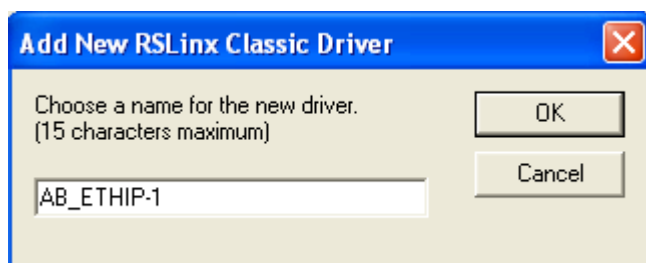 Add New RSLinx Classic Driver
Choose a name for the new driver.
(15 characters maximum)
OK
Cancel
AB_ETHIP-1